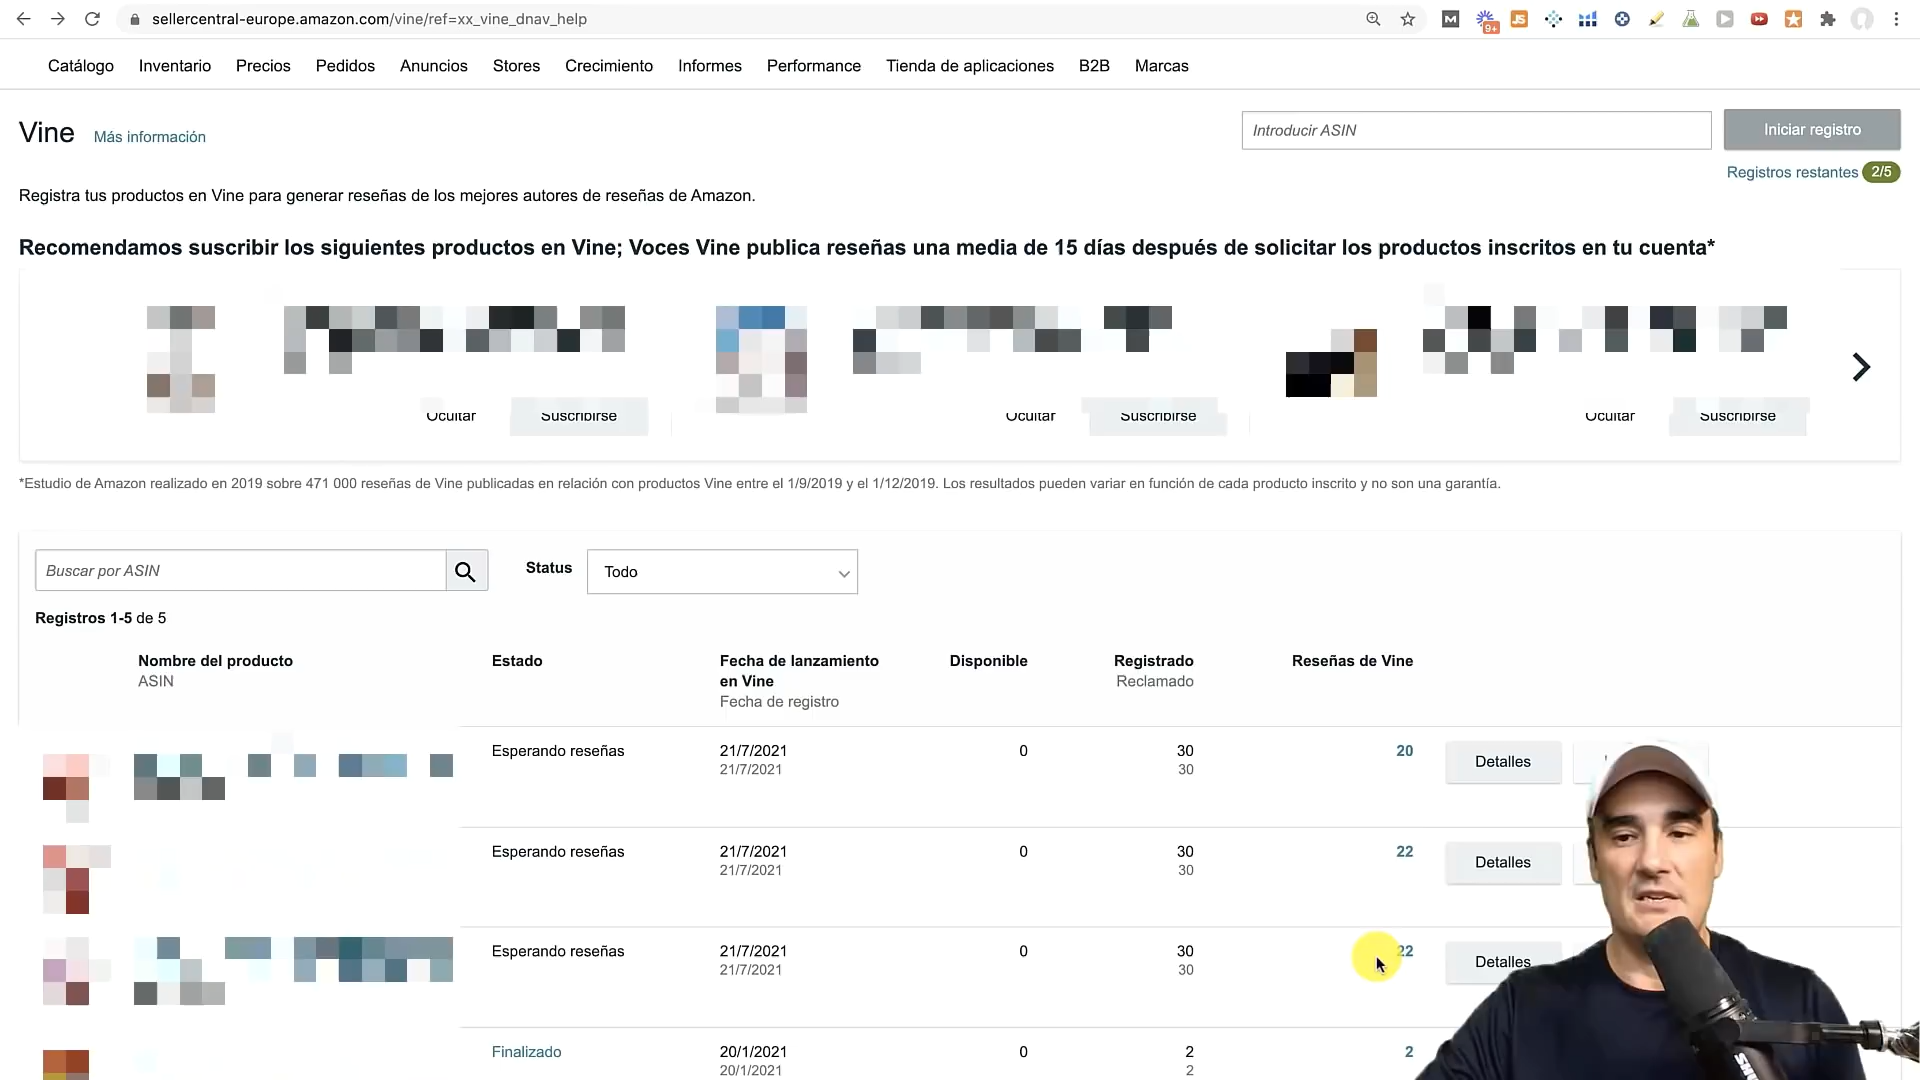 sellercentral-europe.amazon.com/vine/ref=xx_vine_dnav_help
9+
Catálogo Inventario Precios Pedidos Anuncios Stores Crecimiento Informes Performance Tienda de aplicaciones B2B Marcas
Vine Más información
Introducir ASIN Iniciar registro
Registros restantes 2/5
Registra tus productos en Vine para generar reseñas de los mejores autores de reseñas de Amazon.
Recomendamos suscribir los siguientes productos en Vine; Voces Vine publica reseñas una media de 15 días después de solicitar los productos inscritos en tu cuenta*
Ocultar Suscribirse Ocultar Suscribirse Ocultar Suscribirse
*Estudio de Amazon realizado en 2019 sobre 471 000 reseñas de Vine publicadas en relación con productos Vine entre el 1/9/2019 y el 1/12/2019. Los resultados pueden variar en función de cada producto inscrito y no son una garantía.
Buscar por ASIN Status Todo
Registros 1-5 de 5
Nombre del producto Estado Fecha de lanzamiento Disponible Registrado Reseñas de Vine
ASIN en Vine Reclamado
Fecha de registro
Esperando reseñas 21/7/2021 0 30 20 Detalles
21/7/2021 30
Esperando reseñas 21/7/2021 0 30 22 Detalles
21/7/2021 30
Esperando reseñas 21/7/2021 0 30 22 Detalles
21/7/2021 30
Finalizado 20/1/2021 0 2 2
20/1/2021 2